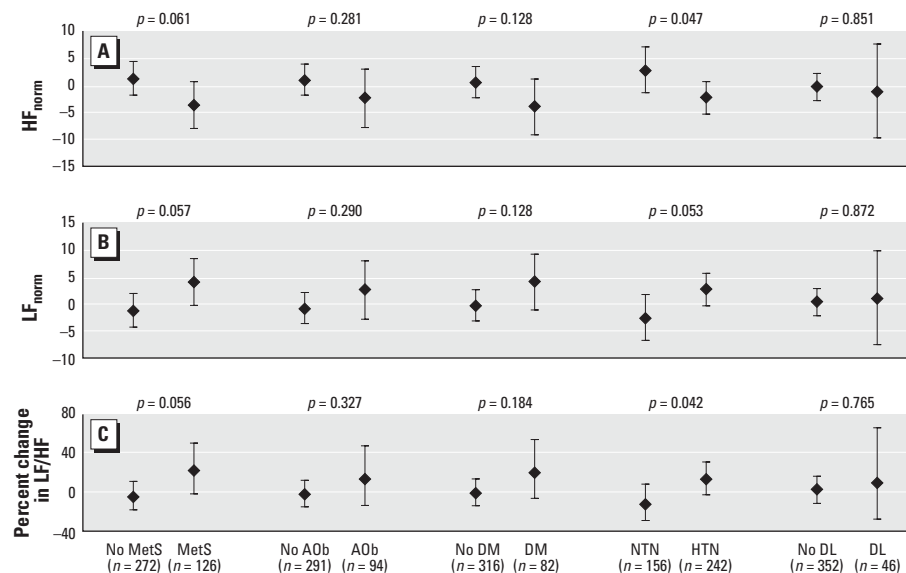 p = 0.061 p = 0.281 p = 0.128 p = 0.047 p = 0.851
A
HFnorm
10
5
0
−5
−10
−15
p = 0.057 p = 0.290 p = 0.128 p = 0.053 p = 0.872
B
LFnorm
15
10
5
0
−5
−10
p = 0.056 p = 0.327 p = 0.184 p = 0.042 p = 0.765
C
Percent change
in LF/HF
80
40
0
−40
No MetS MetS No AOb AOb No DM DM NTN HTN No DL DL
(n = 272) (n = 126) (n = 291) (n = 94) (n = 316) (n = 82) (n = 156) (n = 242) (n = 352) (n = 46)